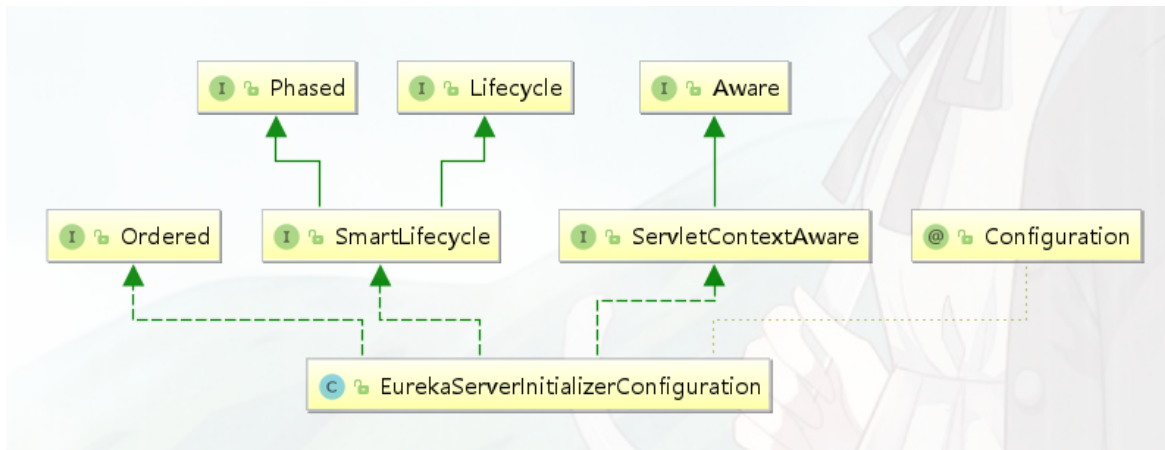 I Phased
I Lifecycle
I Aware
I Ordered
I SmartLifecycle
I ServletContextAware
@ Configuration
C EurekaServerInitializerConfiguration